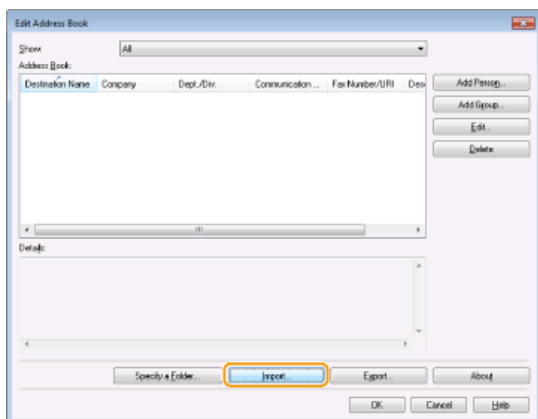 Edit Address Book
Show:
All
Address Book:
Destination Name Company Dept./Div. Communication ... Fax Number/URI Des
Add Person...
Add Group...
Edit...
Delete
Details:
Specify a Folder... Import... Export... About
OK Cancel Help